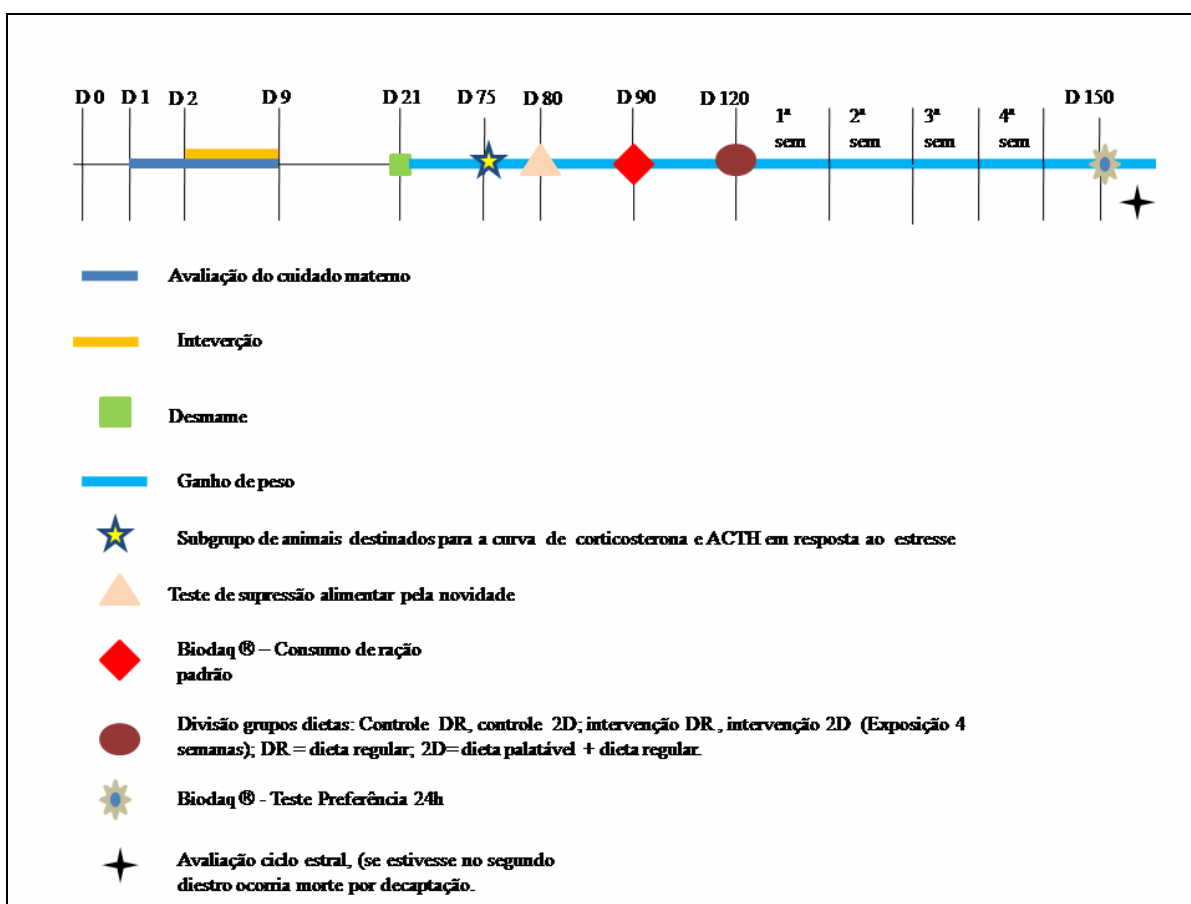 D 0 D 1 D 2 D 9 D 21 D 75 D 80 D 90 D 120 1ª sem 2ª sem 3ª sem 4ª sem D 150
Avaliação do cuidado materno
Inteverção
Desmame
Ganho de peso
Subgrupo de animais destinados para a curva de corticosterona e ACTH em resposta ao estresse
Teste de supressão alimentar pela novidade
Biodaq ® – Consumo de ração
padrão
Divisão grupos dietas: Controle DR, controle 2D; intervenção DR, intervenção 2D (Exposição 4
semanas); DR = dieta regular; 2D= dieta palatável + dieta regular.
Biodaq ® - Teste Preferência 24h
Avaliação ciclo estral, (se estivesse no segundo
diestro ocorria morte por decaptação.